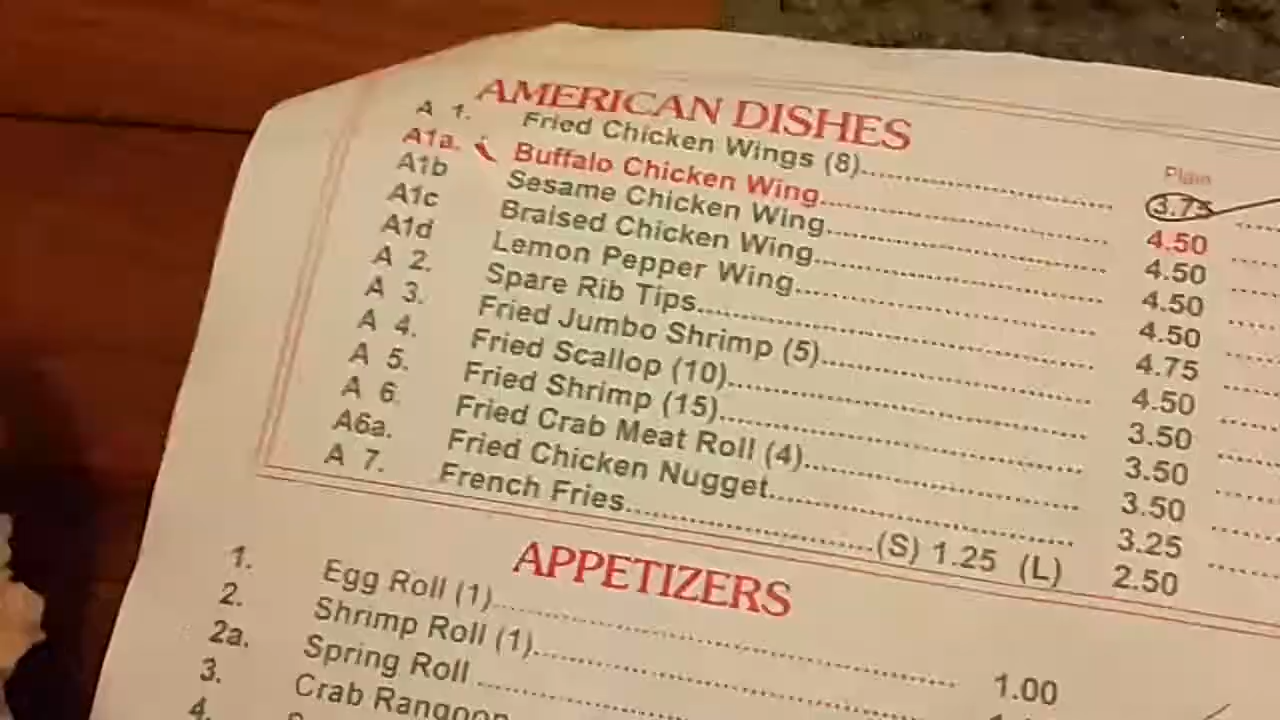 AMERICAN DISHES
Plain
A 1. Fried Chicken Wings (8) 3.75
A1a. Buffalo Chicken Wing 4.50
A1b Sesame Chicken Wing 4.50
A1c Braised Chicken Wing 4.50
A1d Lemon Pepper Wing 4.50
A 2. Spare Rib Tips 4.75
A 3. Fried Jumbo Shrimp (5) 4.50
A 4. Fried Scallop (10) 3.50
A 5. Fried Shrimp (15) 3.50
A 6. Fried Crab Meat Roll (4) 3.50
A6a. Fried Chicken Nugget 3.25
A 7. French Fries (S) 1.25 (L) 2.50
APPETIZERS
1. Egg Roll (1) 1.00
2. Shrimp Roll (1)
2a. Spring Roll
3. Crab Rangoon
4.